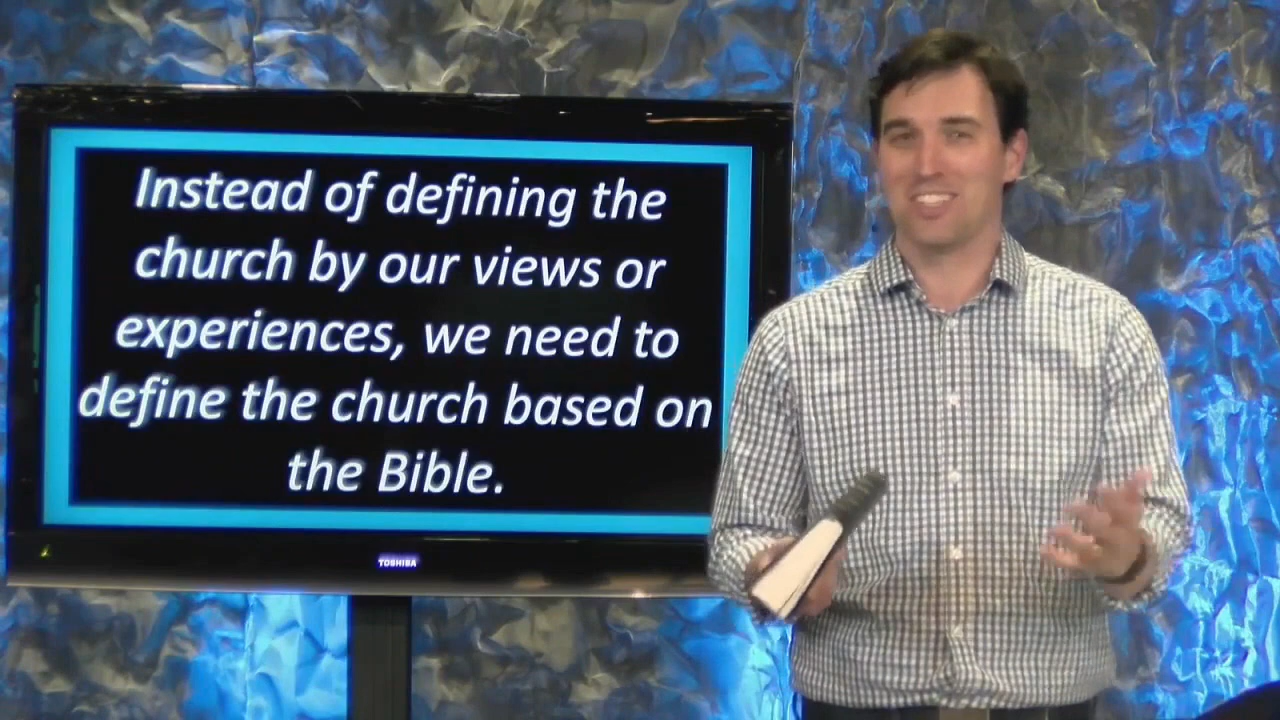 Instead of defining the
church by our views or
experiences, we need to
define the church based on
the Bible.
TOSHIBA